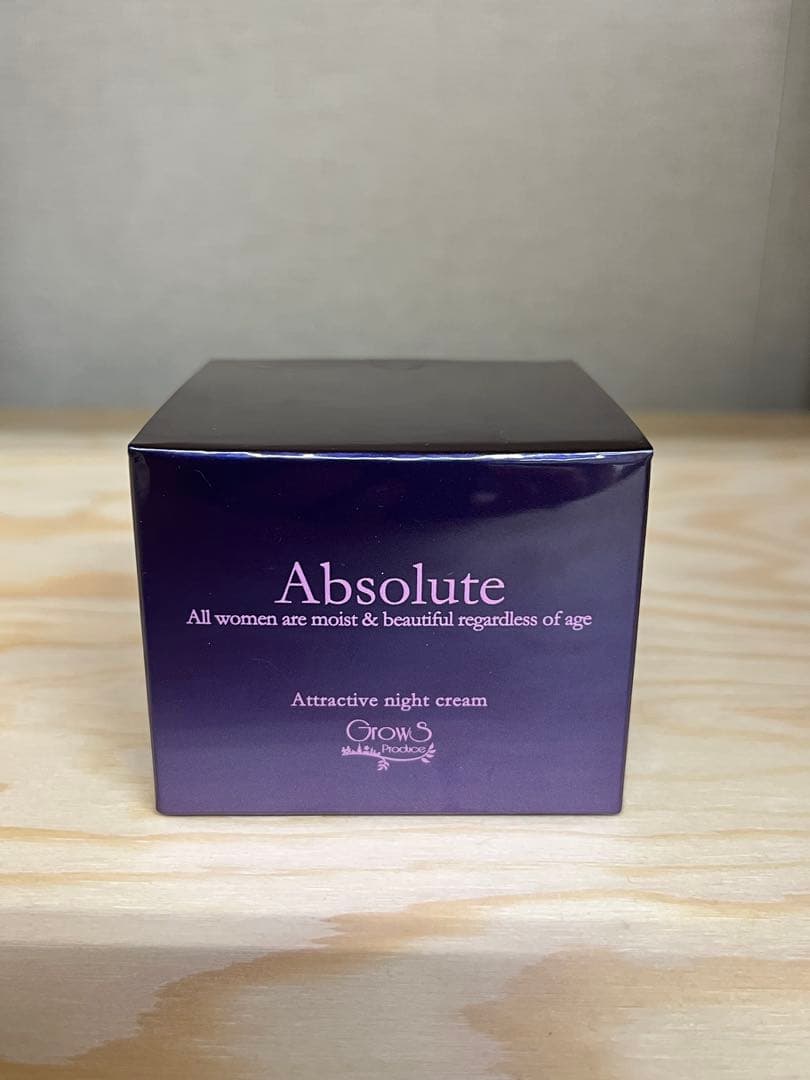 Absolute
All women are moist & beautiful regardless of age
Attractive night cream
GrowS
Produce